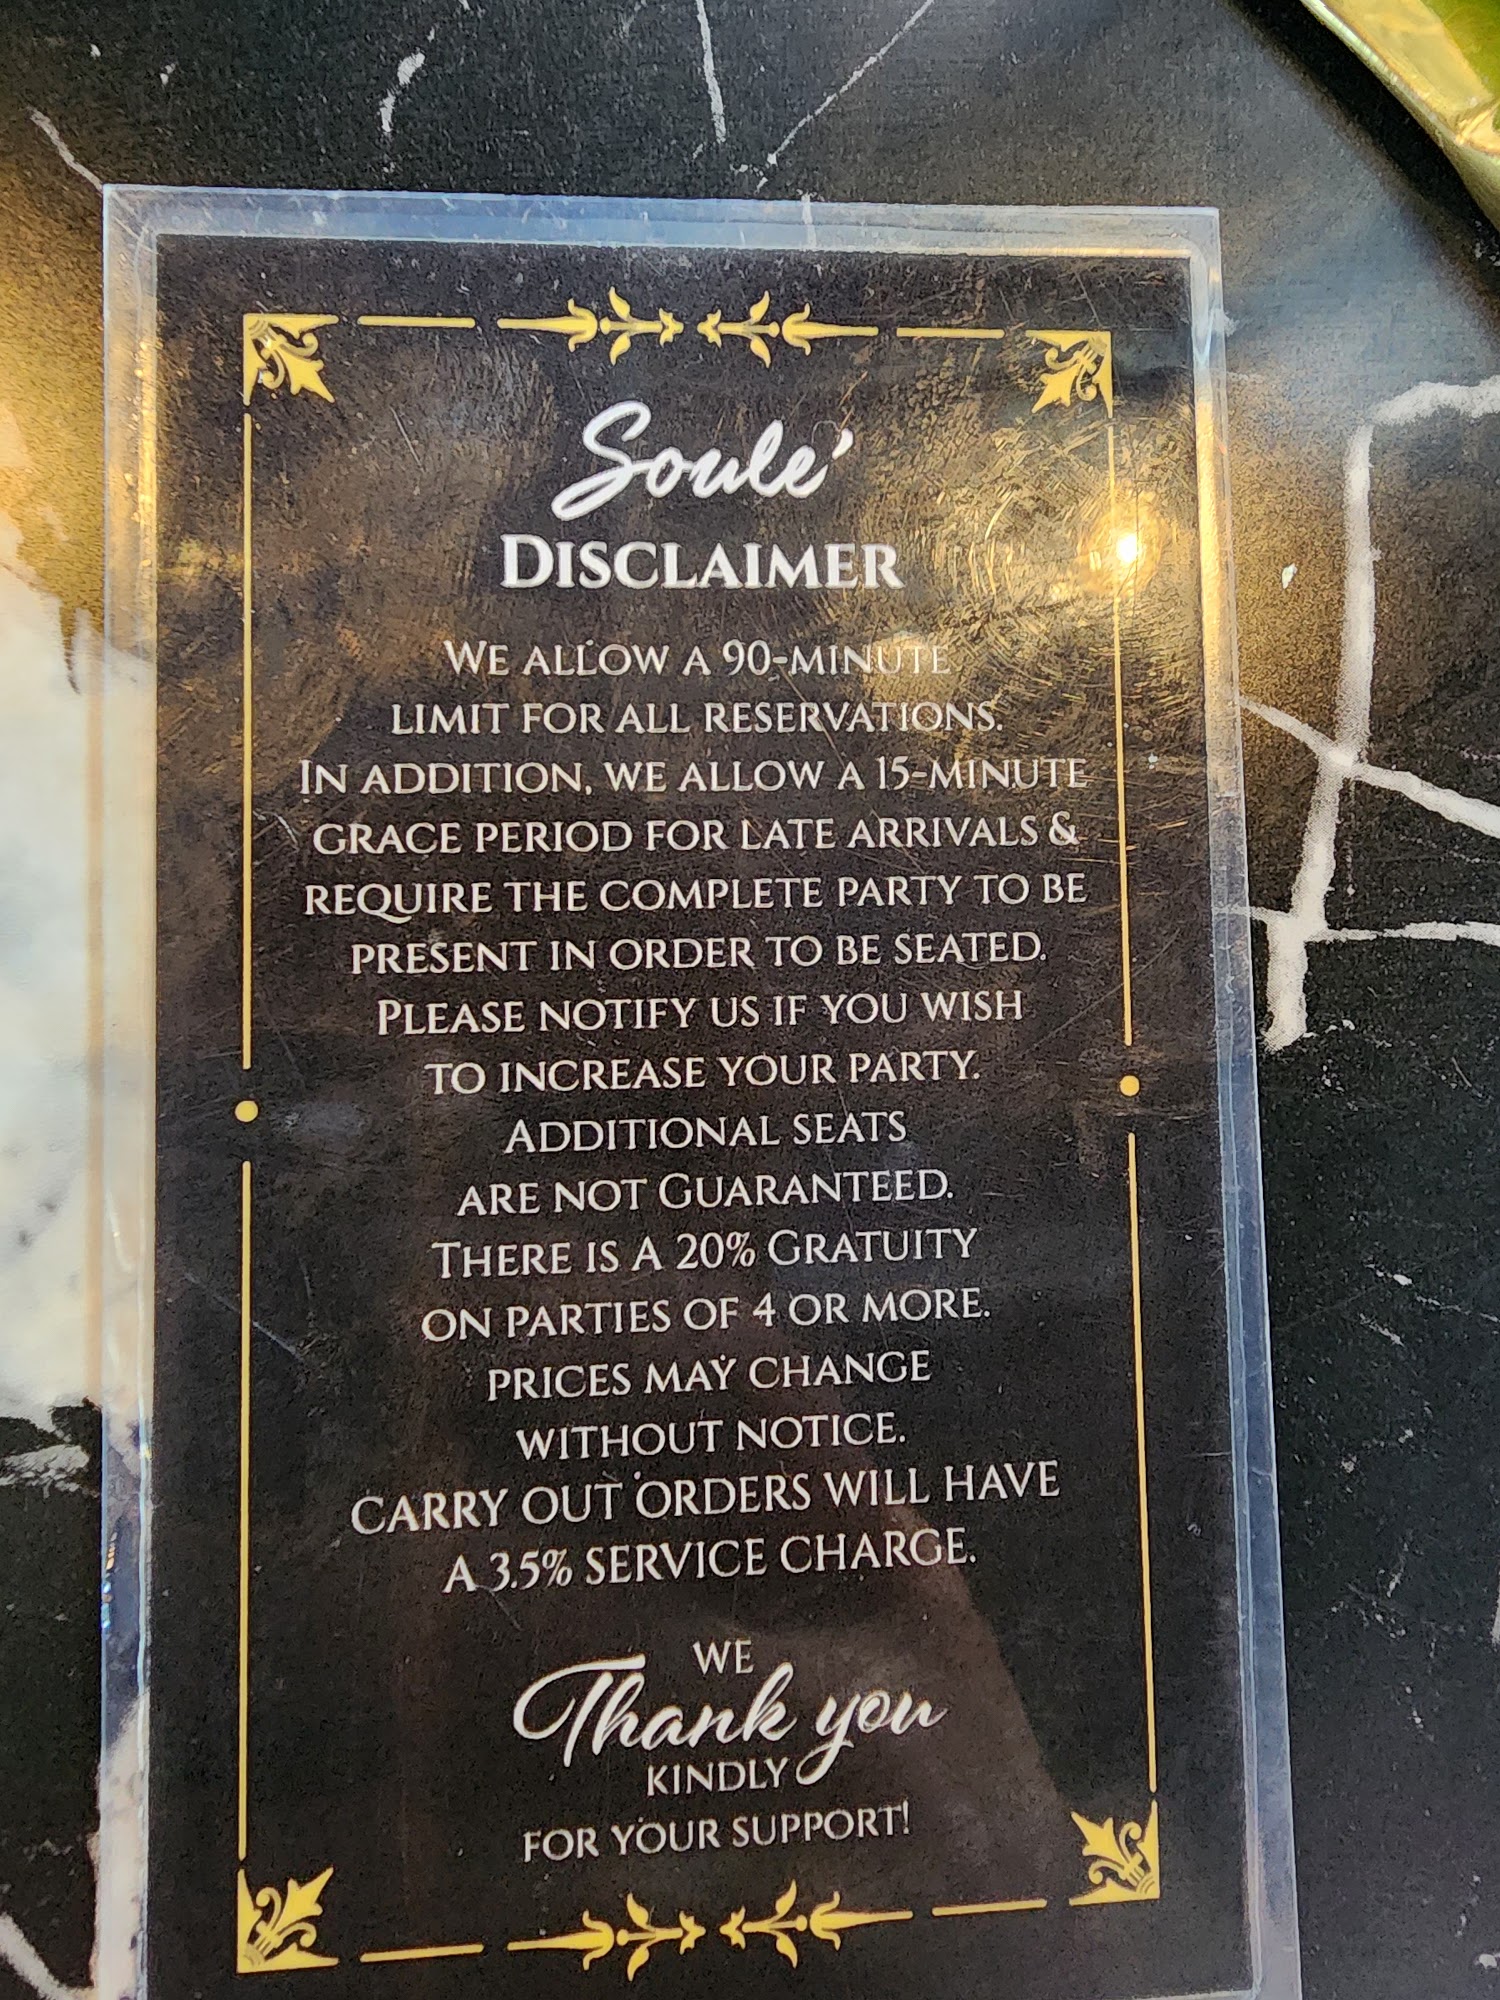 Soule'
DISCLAIMER
WE ALLOW A 90-MINUTE
LIMIT FOR ALL RESERVATIONS.
IN ADDITION, WE ALLOW A 15-MINUTE
GRACE PERIOD FOR LATE ARRIVALS &
REQUIRE THE COMPLETE PARTY TO BE
PRESENT IN ORDER TO BE SEATED.
PLEASE NOTIFY US IF YOU WISH
TO INCREASE YOUR PARTY.
ADDITIONAL SEATS
ARE NOT GUARANTEED.
THERE IS A 20% GRATUITY
ON PARTIES OF 4 OR MORE.
PRICES MAY CHANGE
WITHOUT NOTICE.
CARRY OUT ORDERS WILL HAVE
A 3.5% SERVICE CHARGE.
WE
Thank you
KINDLY
FOR YOUR SUPPORT!